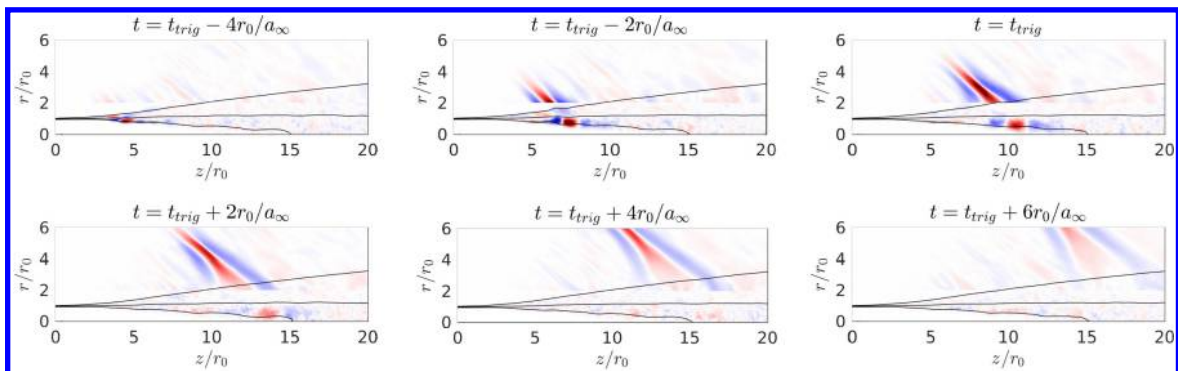 t = t_trig − 4r_0/a_∞
t = t_trig − 2r_0/a_∞
t = t_trig
r/r_0
6
4
2
0
0 5 10 15 20
z/r_0
r/r_0
6
4
2
0
0 5 10 15 20
z/r_0
r/r_0
6
4
2
0
0 5 10 15 20
z/r_0
t = t_trig + 2r_0/a_∞
t = t_trig + 4r_0/a_∞
t = t_trig + 6r_0/a_∞
r/r_0
6
4
2
0
0 5 10 15 20
z/r_0
r/r_0
6
4
2
0
0 5 10 15 20
z/r_0
r/r_0
6
4
2
0
0 5 10 15 20
z/r_0